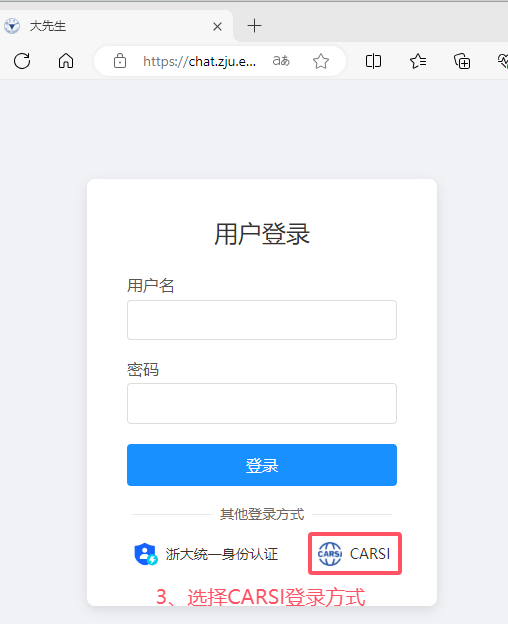 大先生
https://chat.zju.e...
aあ
用户登录
用户名
密码
登录
其他登录方式
浙大统一身份认证
CARSI CARSI
3、选择CARSI登录方式